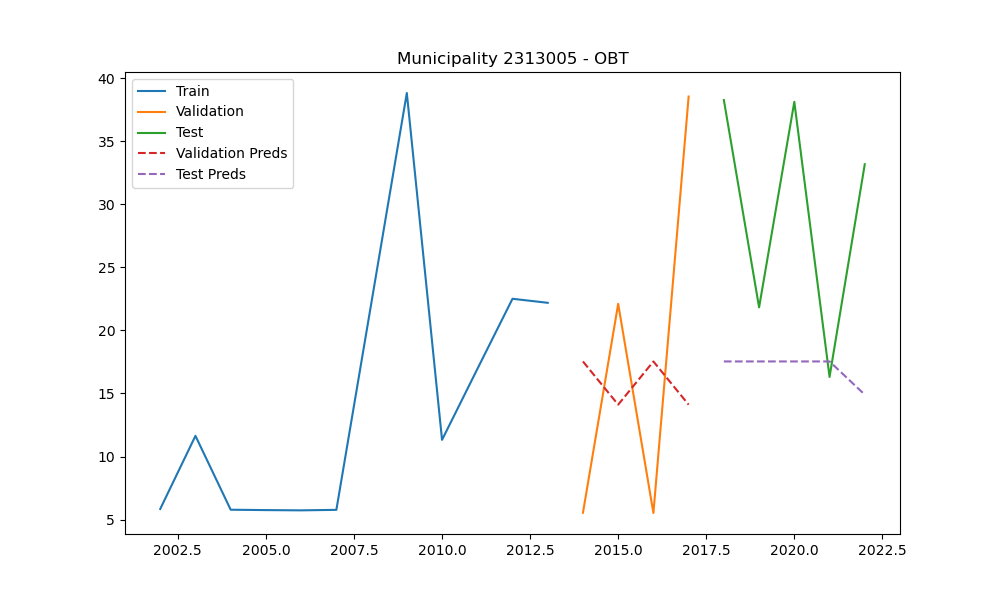 Municipality 2313005 - OBT
Train
Validation
Test
Validation Preds
Test Preds
40
35
30
25
20
15
10
5
2002.5 2005.0 2007.5 2010.0 2012.5 2015.0 2017.5 2020.0 2022.5